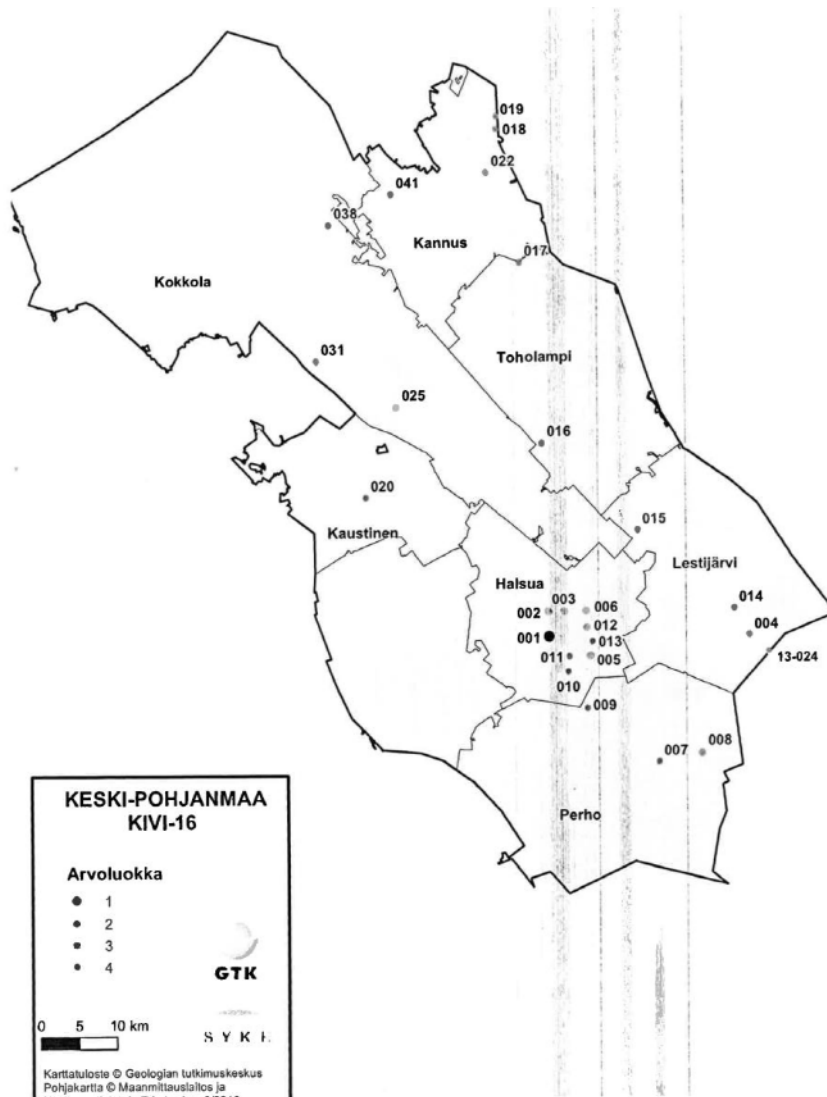 019
018
022
041
038
Kannus
017
Kokkola
Toholampi
031
025
016
020
Kaustinen
015
Lestijärvi
Halsua
003
006
002
014
012
001
004
013
011
005
13-024
010
009
007
008
Perho
KESKI-POHJANMAA
KIVI-16
Arvoluokka
1
2
3
4
GTK
0 5 10 km
SYKE
Karttatuloste © Geologian tutkimuskeskus
Pohjakartta © Maanmittauslaitos ja